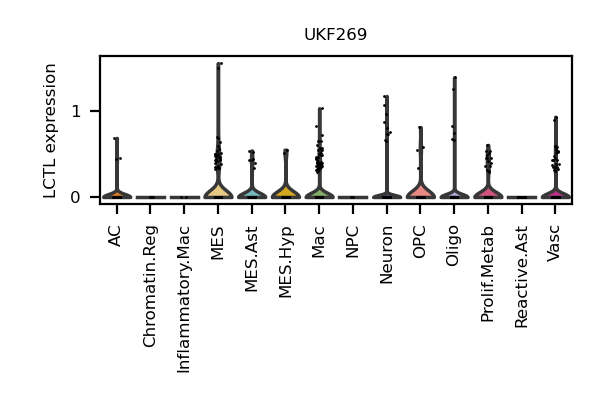 UKF269
LCTL expression
1
0
AC
Chromatin.Reg
Inflammatory.Mac
MES
MES.Ast
MES.Hyp
Mac
NPC
Neuron
OPC
Oligo
Prolif.Metab
Reactive.Ast
Vasc